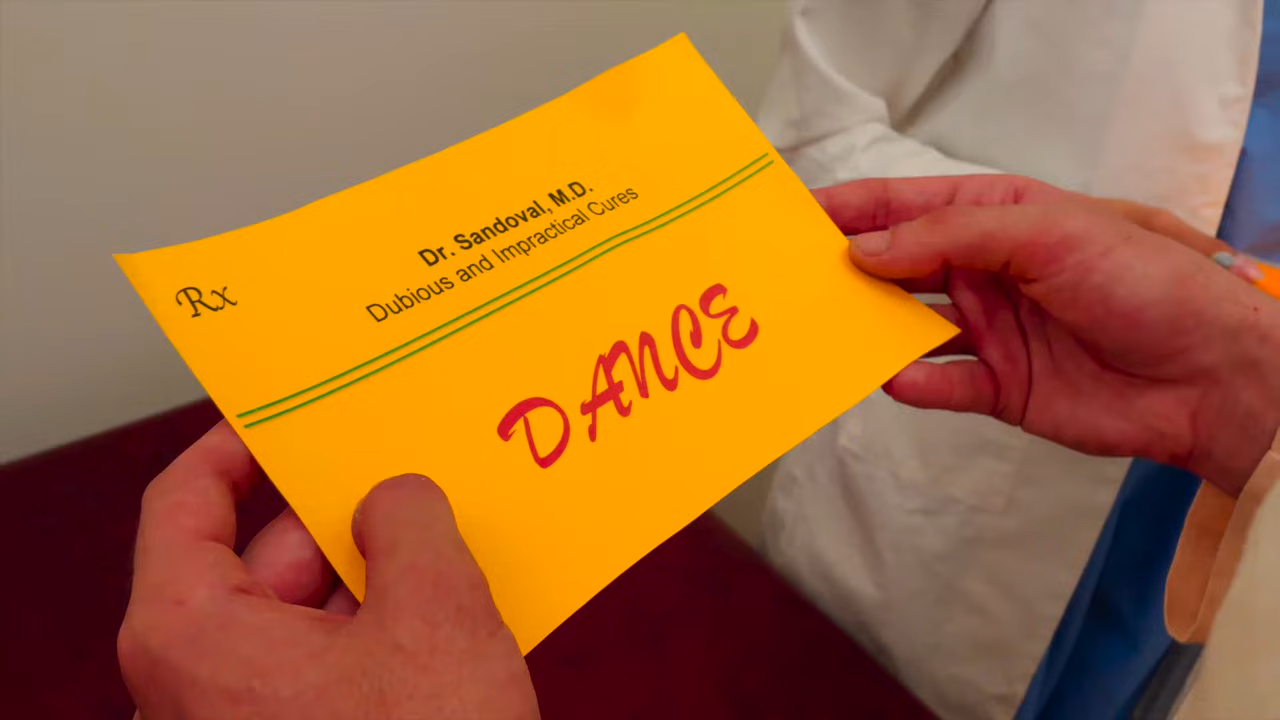 Dr. Sandoval, M.D.
Dubious and Impractical Cures
Rx
DANCE